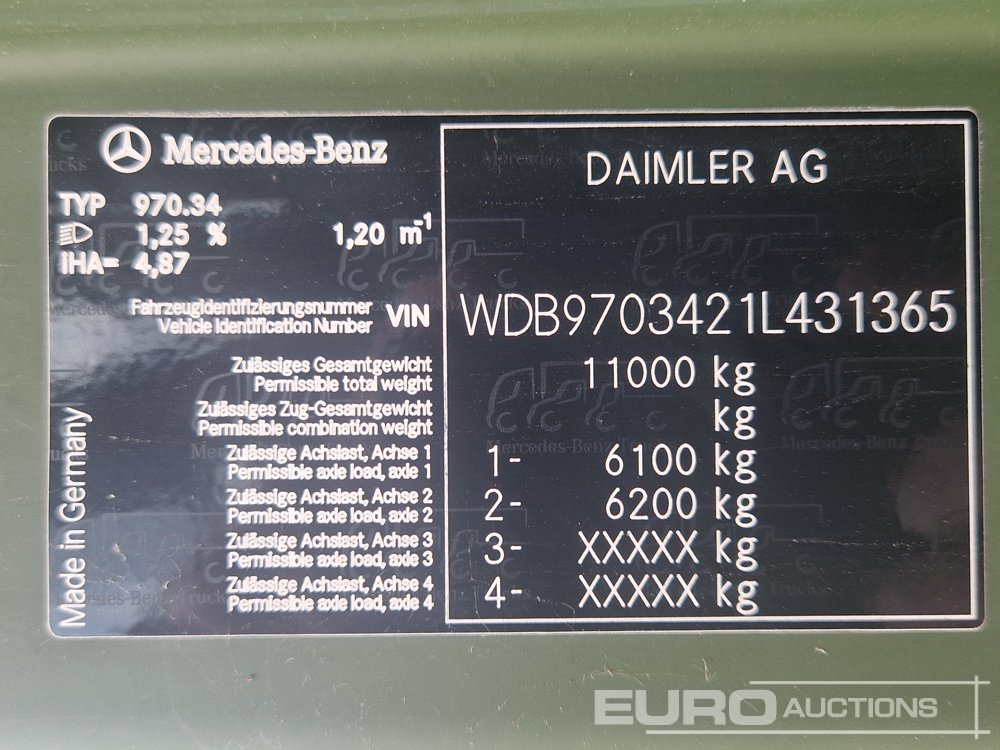 Mercedes-Benz
TYP 970.34
1,25 % 1,20 m-1
iHA= 4,87
Fahrzeugidentifizierungsnummer
Vehicle Identification Number
VIN
Zulässiges Gesamtgewicht
Permissible total weight
Zulässiges Zug-Gesamtgewicht
Permissible combination weight
Zulässige Achslast, Achse 1
Permissible axle load, axle 1
Zulässige Achslast, Achse 2
Permissible axle load, axle 2
Zulässige Achslast, Achse 3
Permissible axle load, axle 3
Zulässige Achslast, Achse 4
Permissible axle load, axle 4
Made in Germany
DAIMLER AG
WDB9703421L431365
11000 kg
kg
1- 6100 kg
2- 6200 kg
3- XXXXX kg
4- XXXXX kg
EURO AUCTIONS